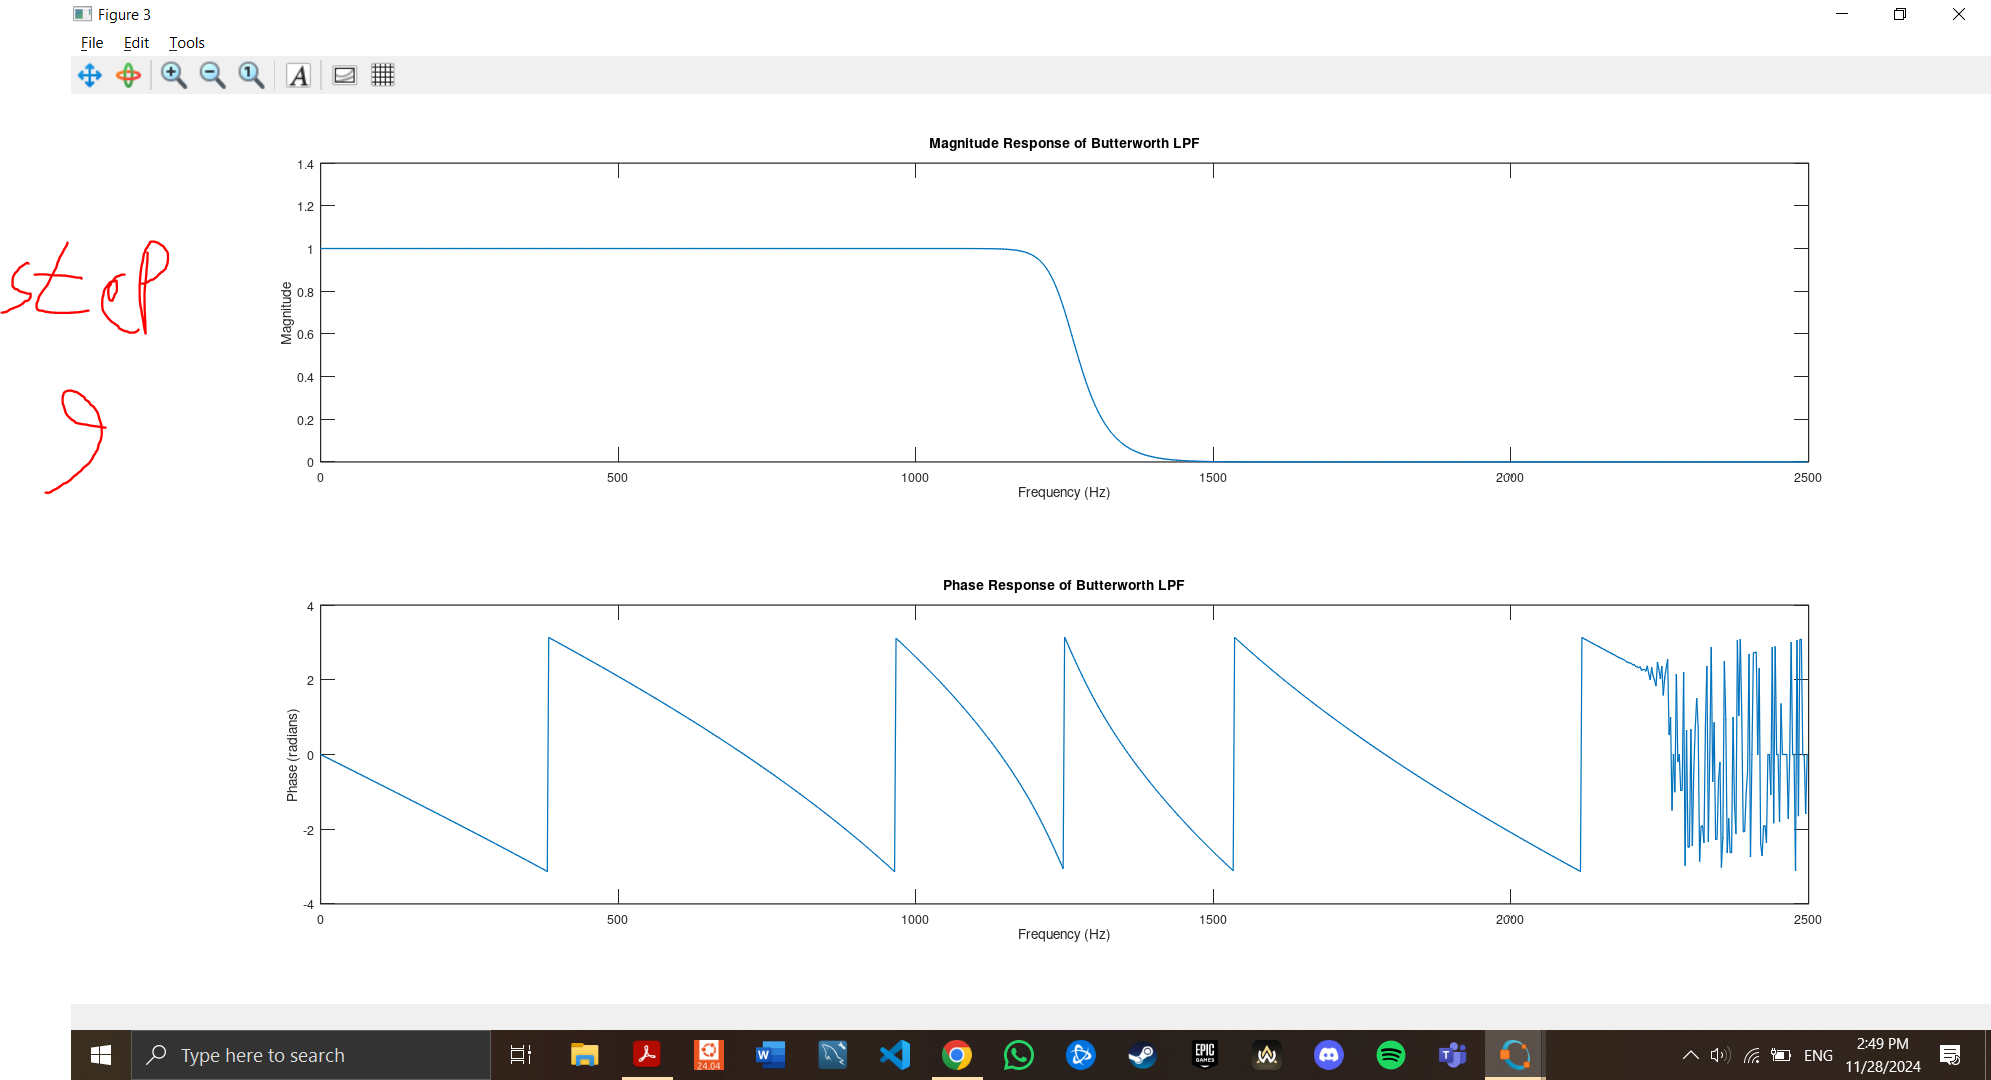 Figure 3
File Edit Tools
A
Magnitude Response of Butterworth LPF
1.4
1.2
1
0.8
0.6
0.4
0.2
0
Magnitude
0 500 1000 1500 2000 2500
Frequency (Hz)
step
9
Phase Response of Butterworth LPF
4
2
0
-2
-4
Phase (radians)
0 500 1000 1500 2000 2500
Frequency (Hz)
Type here to search
24.04
W
EPIC
GAMES
ENG
2:49 PM
11/28/2024